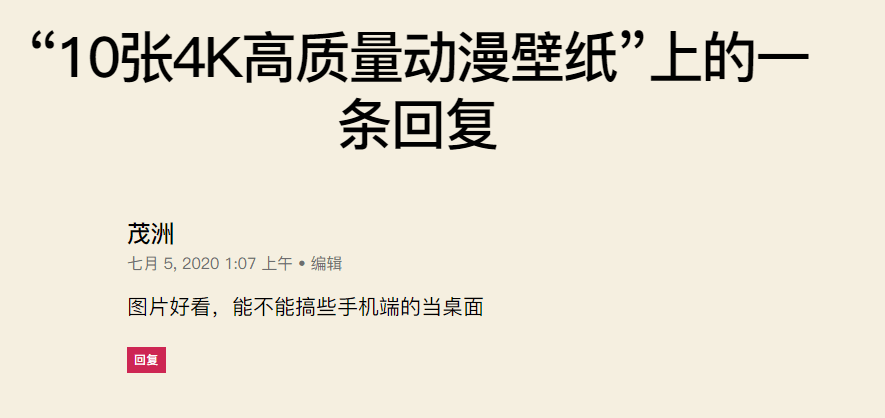 “10张4K高质量动漫壁纸”上的一
条回复
茂洲
七月 5, 2020 1:07 上午 • 编辑
图片好看，能不能搞些手机端的当桌面
回复